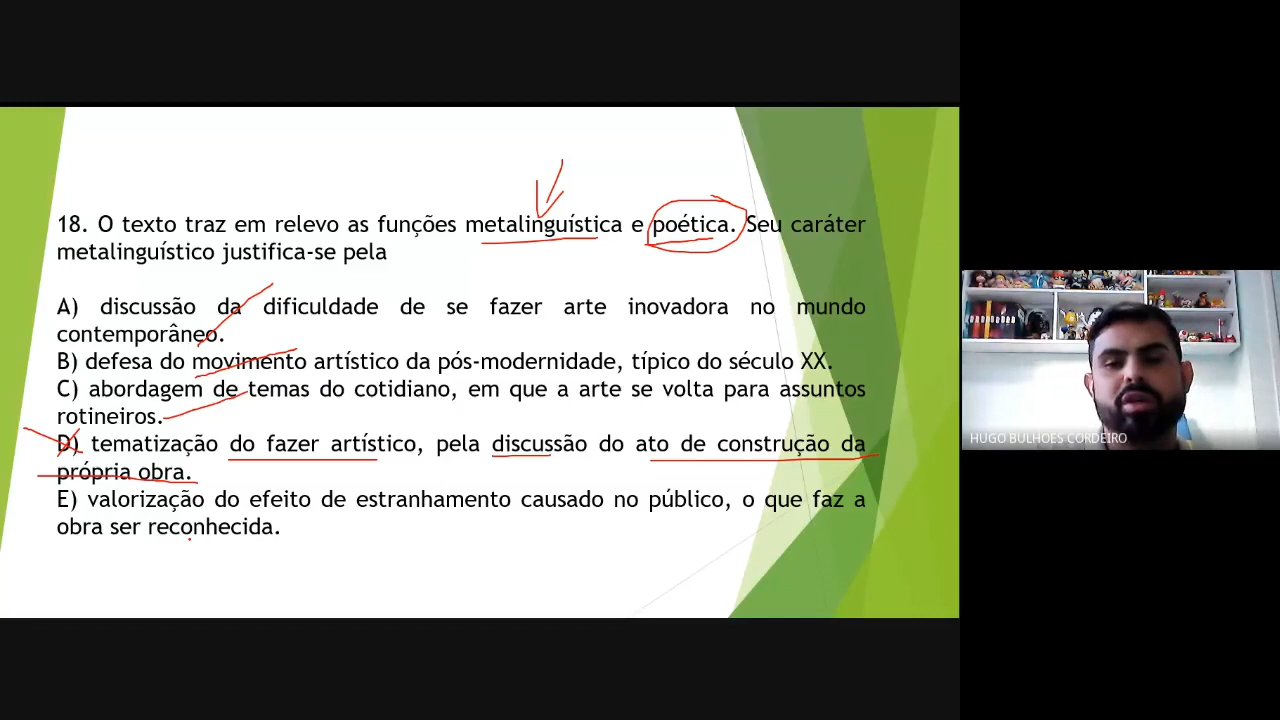 18. O texto traz em relevo as funções metalinguística e poética. Seu caráter
metalinguístico justifica-se pela
A) discussão da dificuldade de se fazer arte inovadora no mundo
contemporâneo.
B) defesa do movimento artístico da pós-modernidade, típico do século XX.
C) abordagem de temas do cotidiano, em que a arte se volta para assuntos
rotineiros.
D) tematização do fazer artístico, pela discussão do ato de construção da
própria obra.
E) valorização do efeito de estranhamento causado no público, o que faz a
obra ser reconhecida.
HUGO BULHOES CORDEIRO